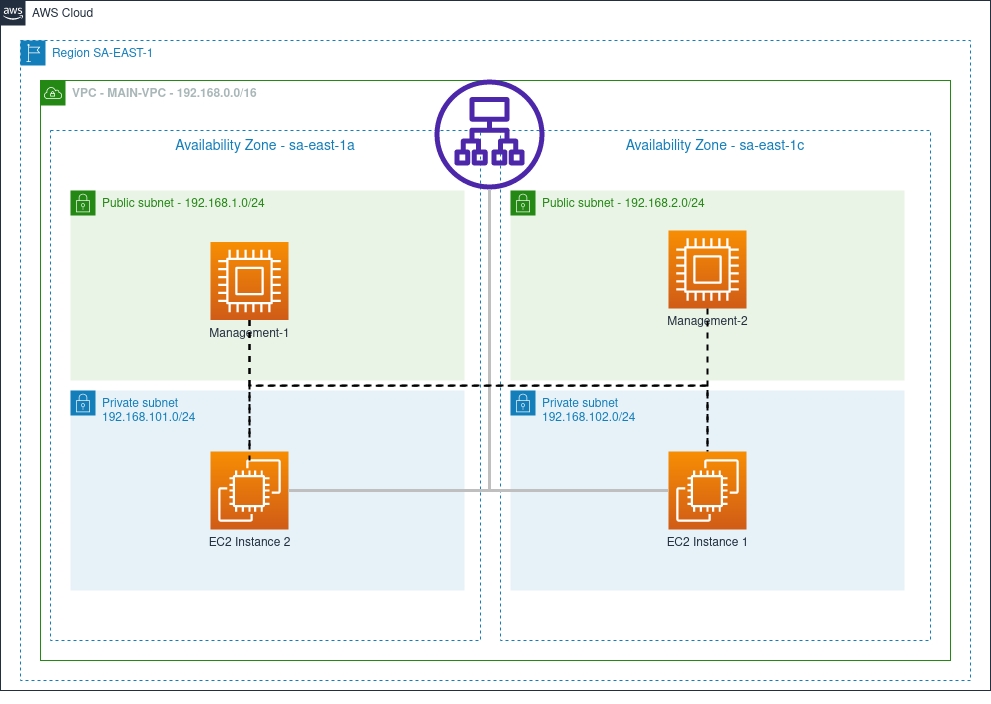 aws
AWS Cloud
Region SA-EAST-1
VPC - MAIN-VPC - 192.168.0.0/16
Availability Zone - sa-east-1a
Availability Zone - sa-east-1c
Public subnet - 192.168.1.0/24
Public subnet - 192.168.2.0/24
Management-1
Management-2
Private subnet
192.168.101.0/24
Private subnet
192.168.102.0/24
EC2 Instance 2
EC2 Instance 1